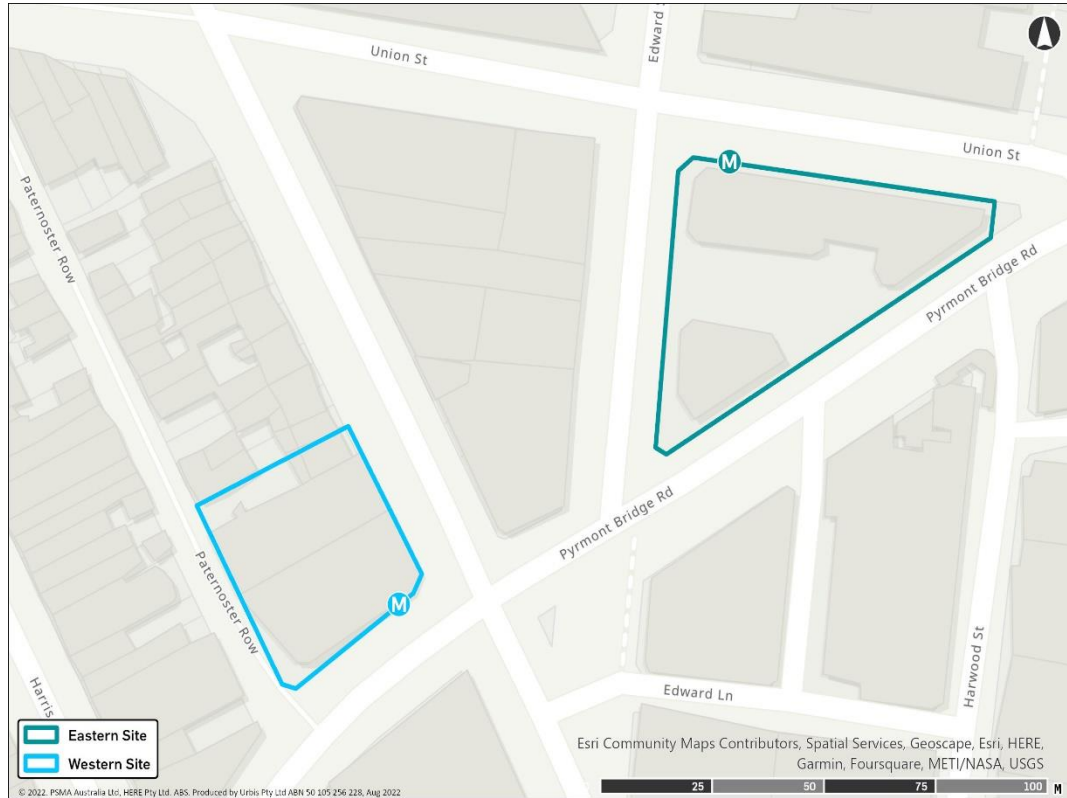 Union St
Edward S
Union St
M
Paternoster Row
Pyrmont Bridge Rd
Pyrmont Bridge Rd
Paternoster Row
M
Harwood St
Harris
Edward Ln
Eastern Site
Western Site
Esri Community Maps Contributors, Spatial Services, Geoscape, Esri, HERE,
Garmin, Foursquare, METI/NASA, USGS
25 50 75 100 M
© 2022. PSMA Australia Ltd, HERE Pty Ltd. ABS. Produced by Urbis Pty Ltd ABN 50 105 256 228, Aug 2022